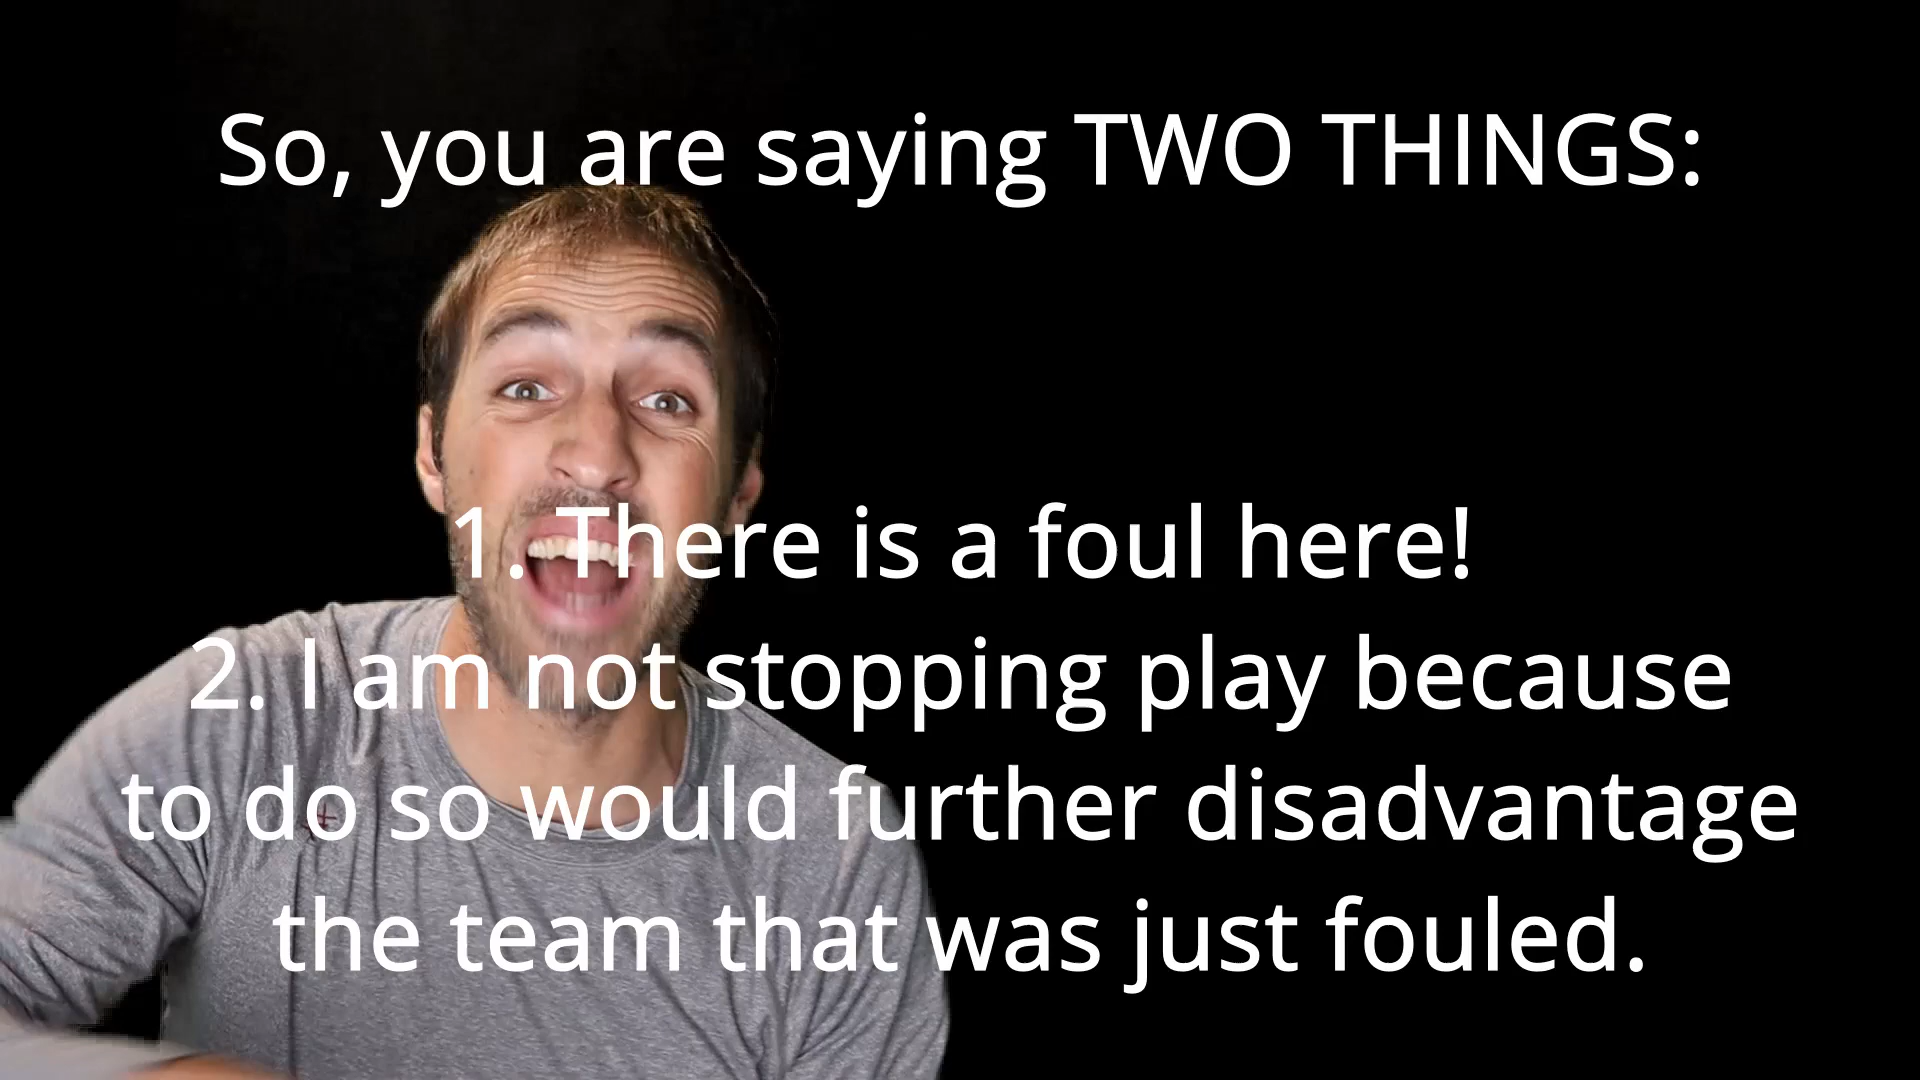 So, you are saying TWO THINGS:
1. There is a foul here!
2. I am not stopping play because
to do so would further disadvantage
the team that was just fouled.